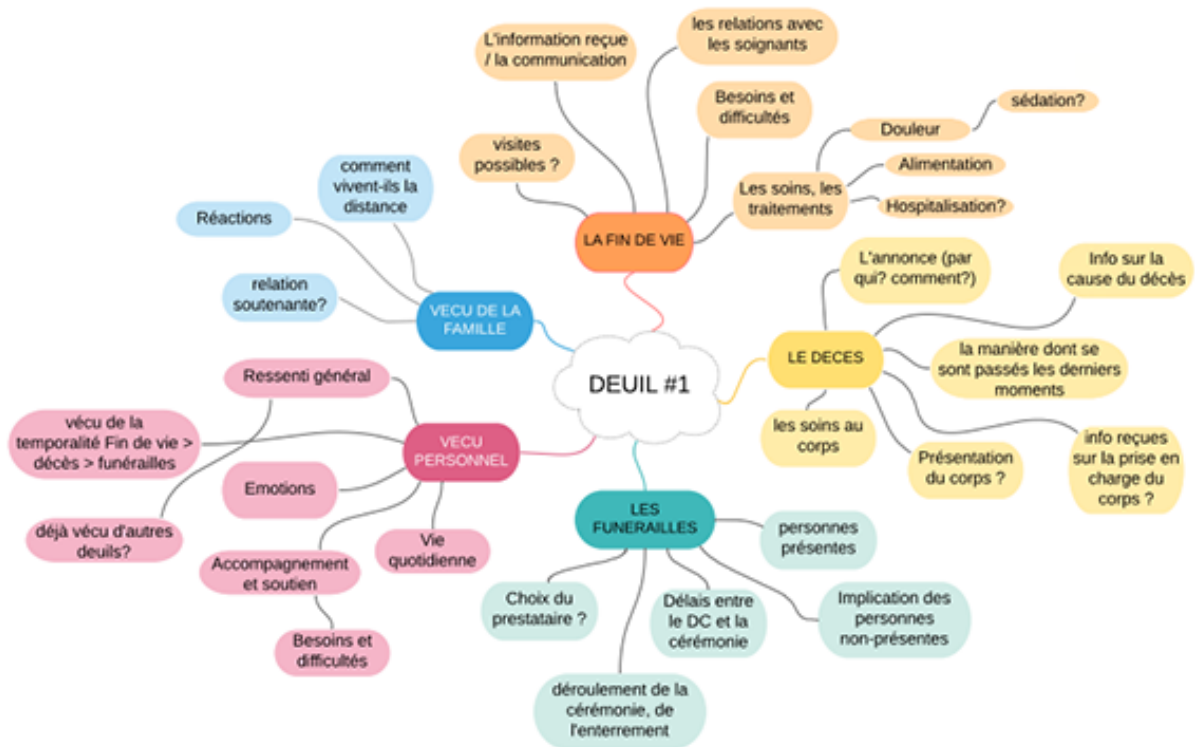 DEUIL #1
LA FIN DE VIE
visites
possibles ?
L'information reçue
/ la communication
les relations avec
les soignants
Besoins et
difficultés
Les soins, les
traitements
Douleur
sédation?
Alimentation
Hospitalisation?
LE DECES
L'annonce (par
qui? comment?)
Info sur la
cause du décès
la manière dont se
sont passés les derniers
moments
info reçues
sur la prise en
charge du
corps ?
Présentation
du corps ?
les soins au
corps
LES
FUNERAILLES
personnes
présentes
Implication des
personnes
non-présentes
Délais entre
le DC et la
cérémonie
déroulement de la
cérémonie, de
l'enterrement
Choix du
prestataire ?
VECU
PERSONNEL
Ressenti général
vécu de la
temporalité Fin de vie >
décès > funérailles
déjà vécu d'autres
deuils?
Emotions
Accompagnement
et soutien
Besoins et
difficultés
Vie
quotidienne
VECU DE LA
FAMILLE
comment
vivent-ils la
distance
Réactions
relation
soutenante?